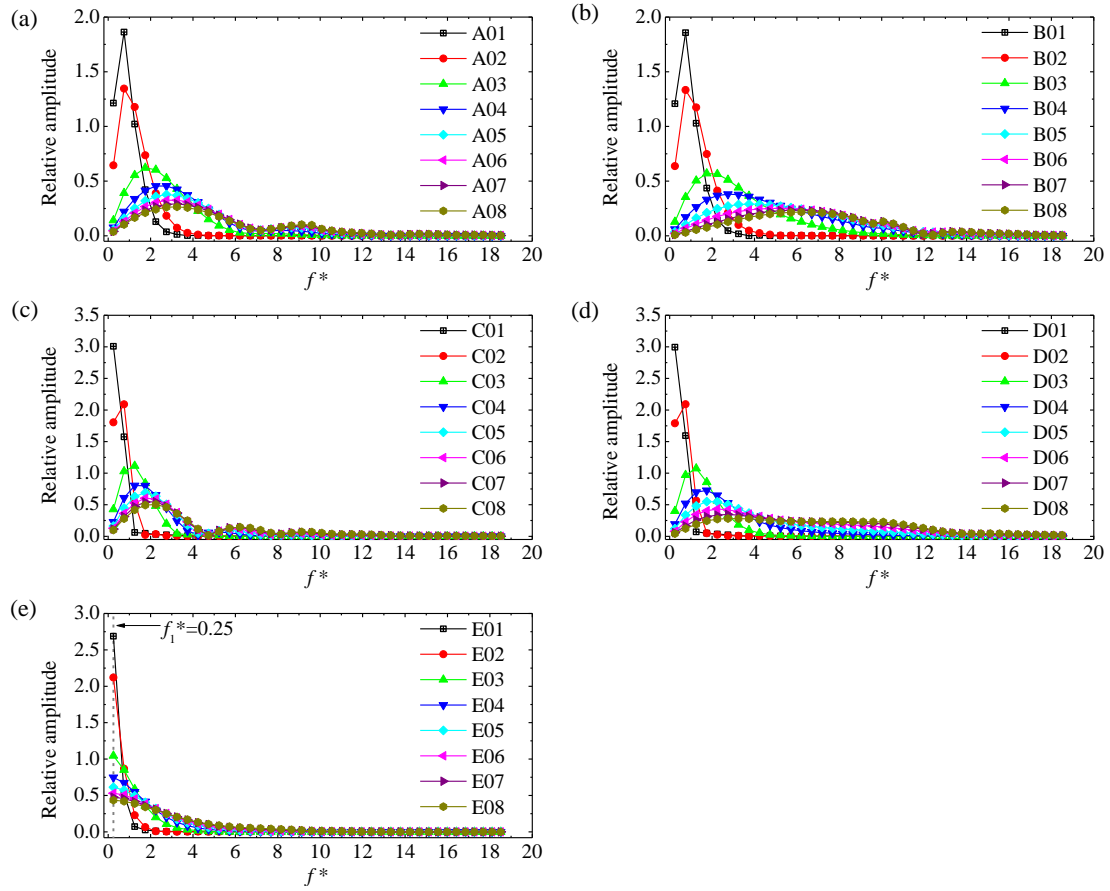 (a)
Relative amplitude
2.0
1.5
1.0
0.5
0.0
0 2 4 6 8 10 12 14 16 18 20
f*
A01
A02
A03
A04
A05
A06
A07
A08
(b)
Relative amplitude
2.0
1.5
1.0
0.5
0.0
0 2 4 6 8 10 12 14 16 18 20
f*
B01
B02
B03
B04
B05
B06
B07
B08
(c)
Relative amplitude
3.5
3.0
2.5
2.0
1.5
1.0
0.5
0.0
0 2 4 6 8 10 12 14 16 18 20
f*
C01
C02
C03
C04
C05
C06
C07
C08
(d)
Relative amplitude
3.5
3.0
2.5
2.0
1.5
1.0
0.5
0.0
0 2 4 6 8 10 12 14 16 18 20
f*
D01
D02
D03
D04
D05
D06
D07
D08
(e)
Relative amplitude
3.0
2.5
2.0
1.5
1.0
0.5
0.0
0 2 4 6 8 10 12 14 16 18 20
f*
f₁*=0.25
E01
E02
E03
E04
E05
E06
E07
E08